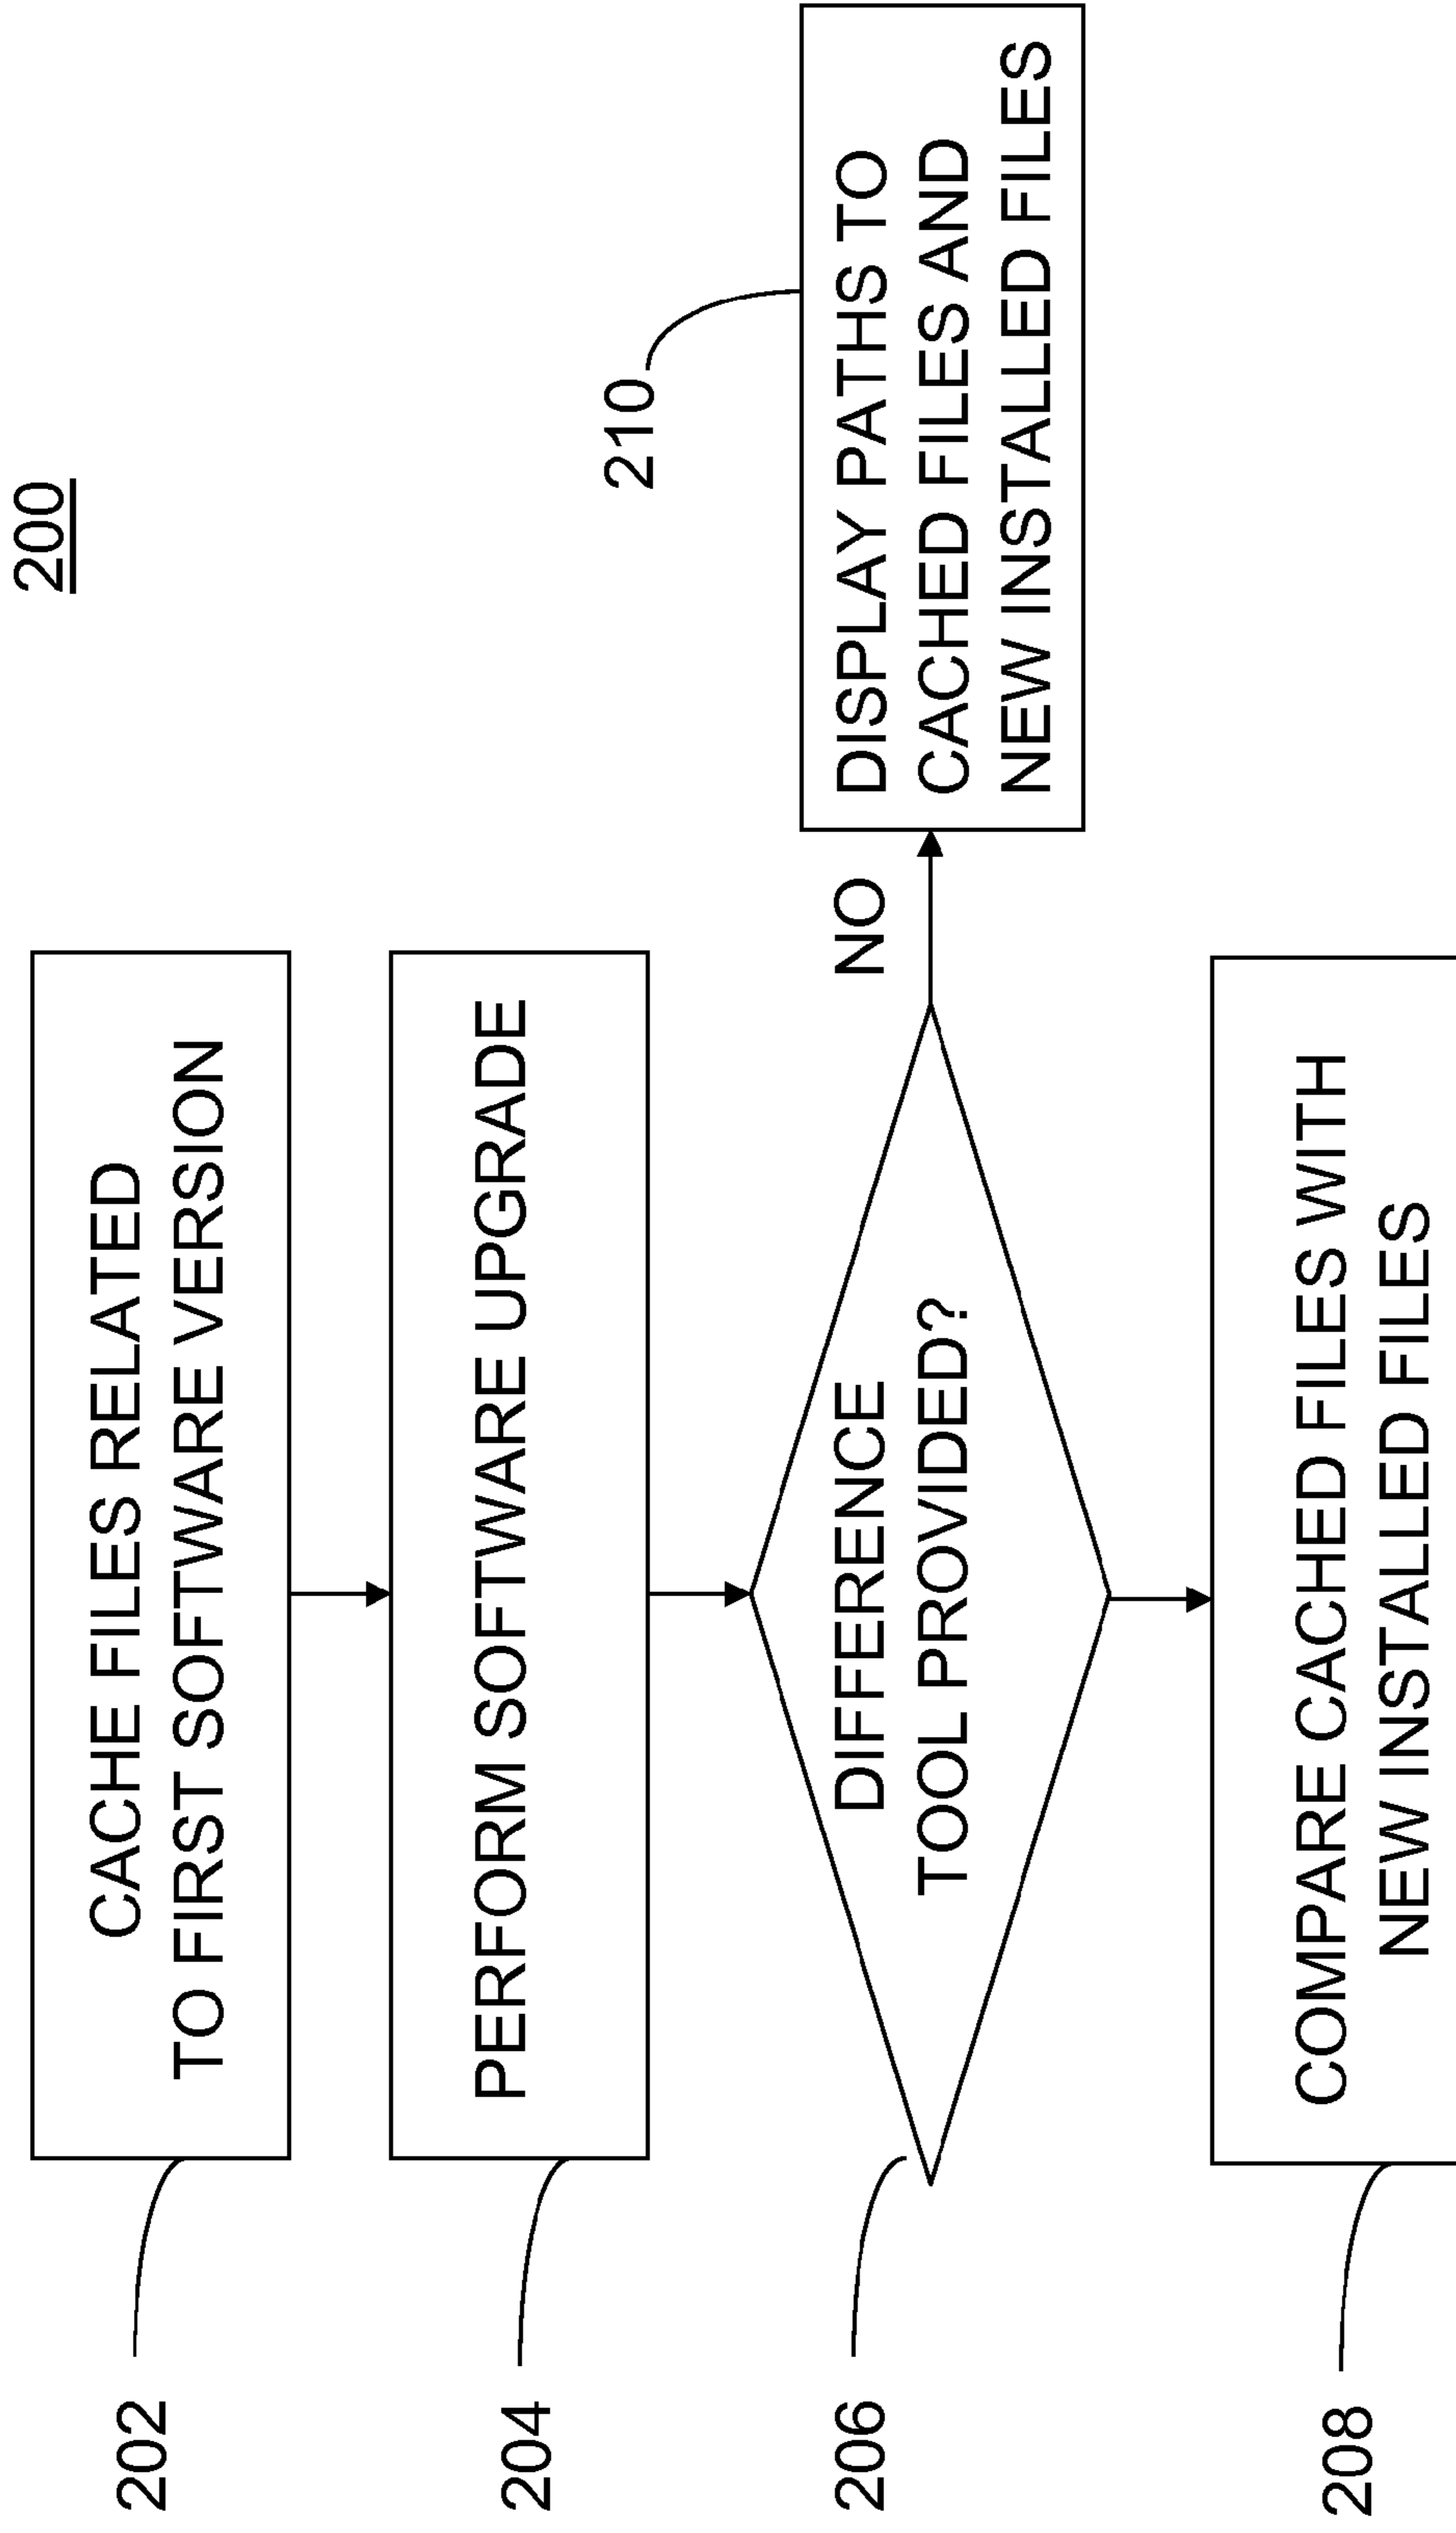 200
202
CACHE FILES RELATED
TO FIRST SOFTWARE VERSION
204
PERFORM SOFTWARE UPGRADE
206
DIFFERENCE
TOOL PROVIDED?
NO
210
DISPLAY PATHS TO
CACHED FILES AND
NEW INSTALLED FILES
208
COMPARE CACHED FILES WITH
NEW INSTALLED FILES